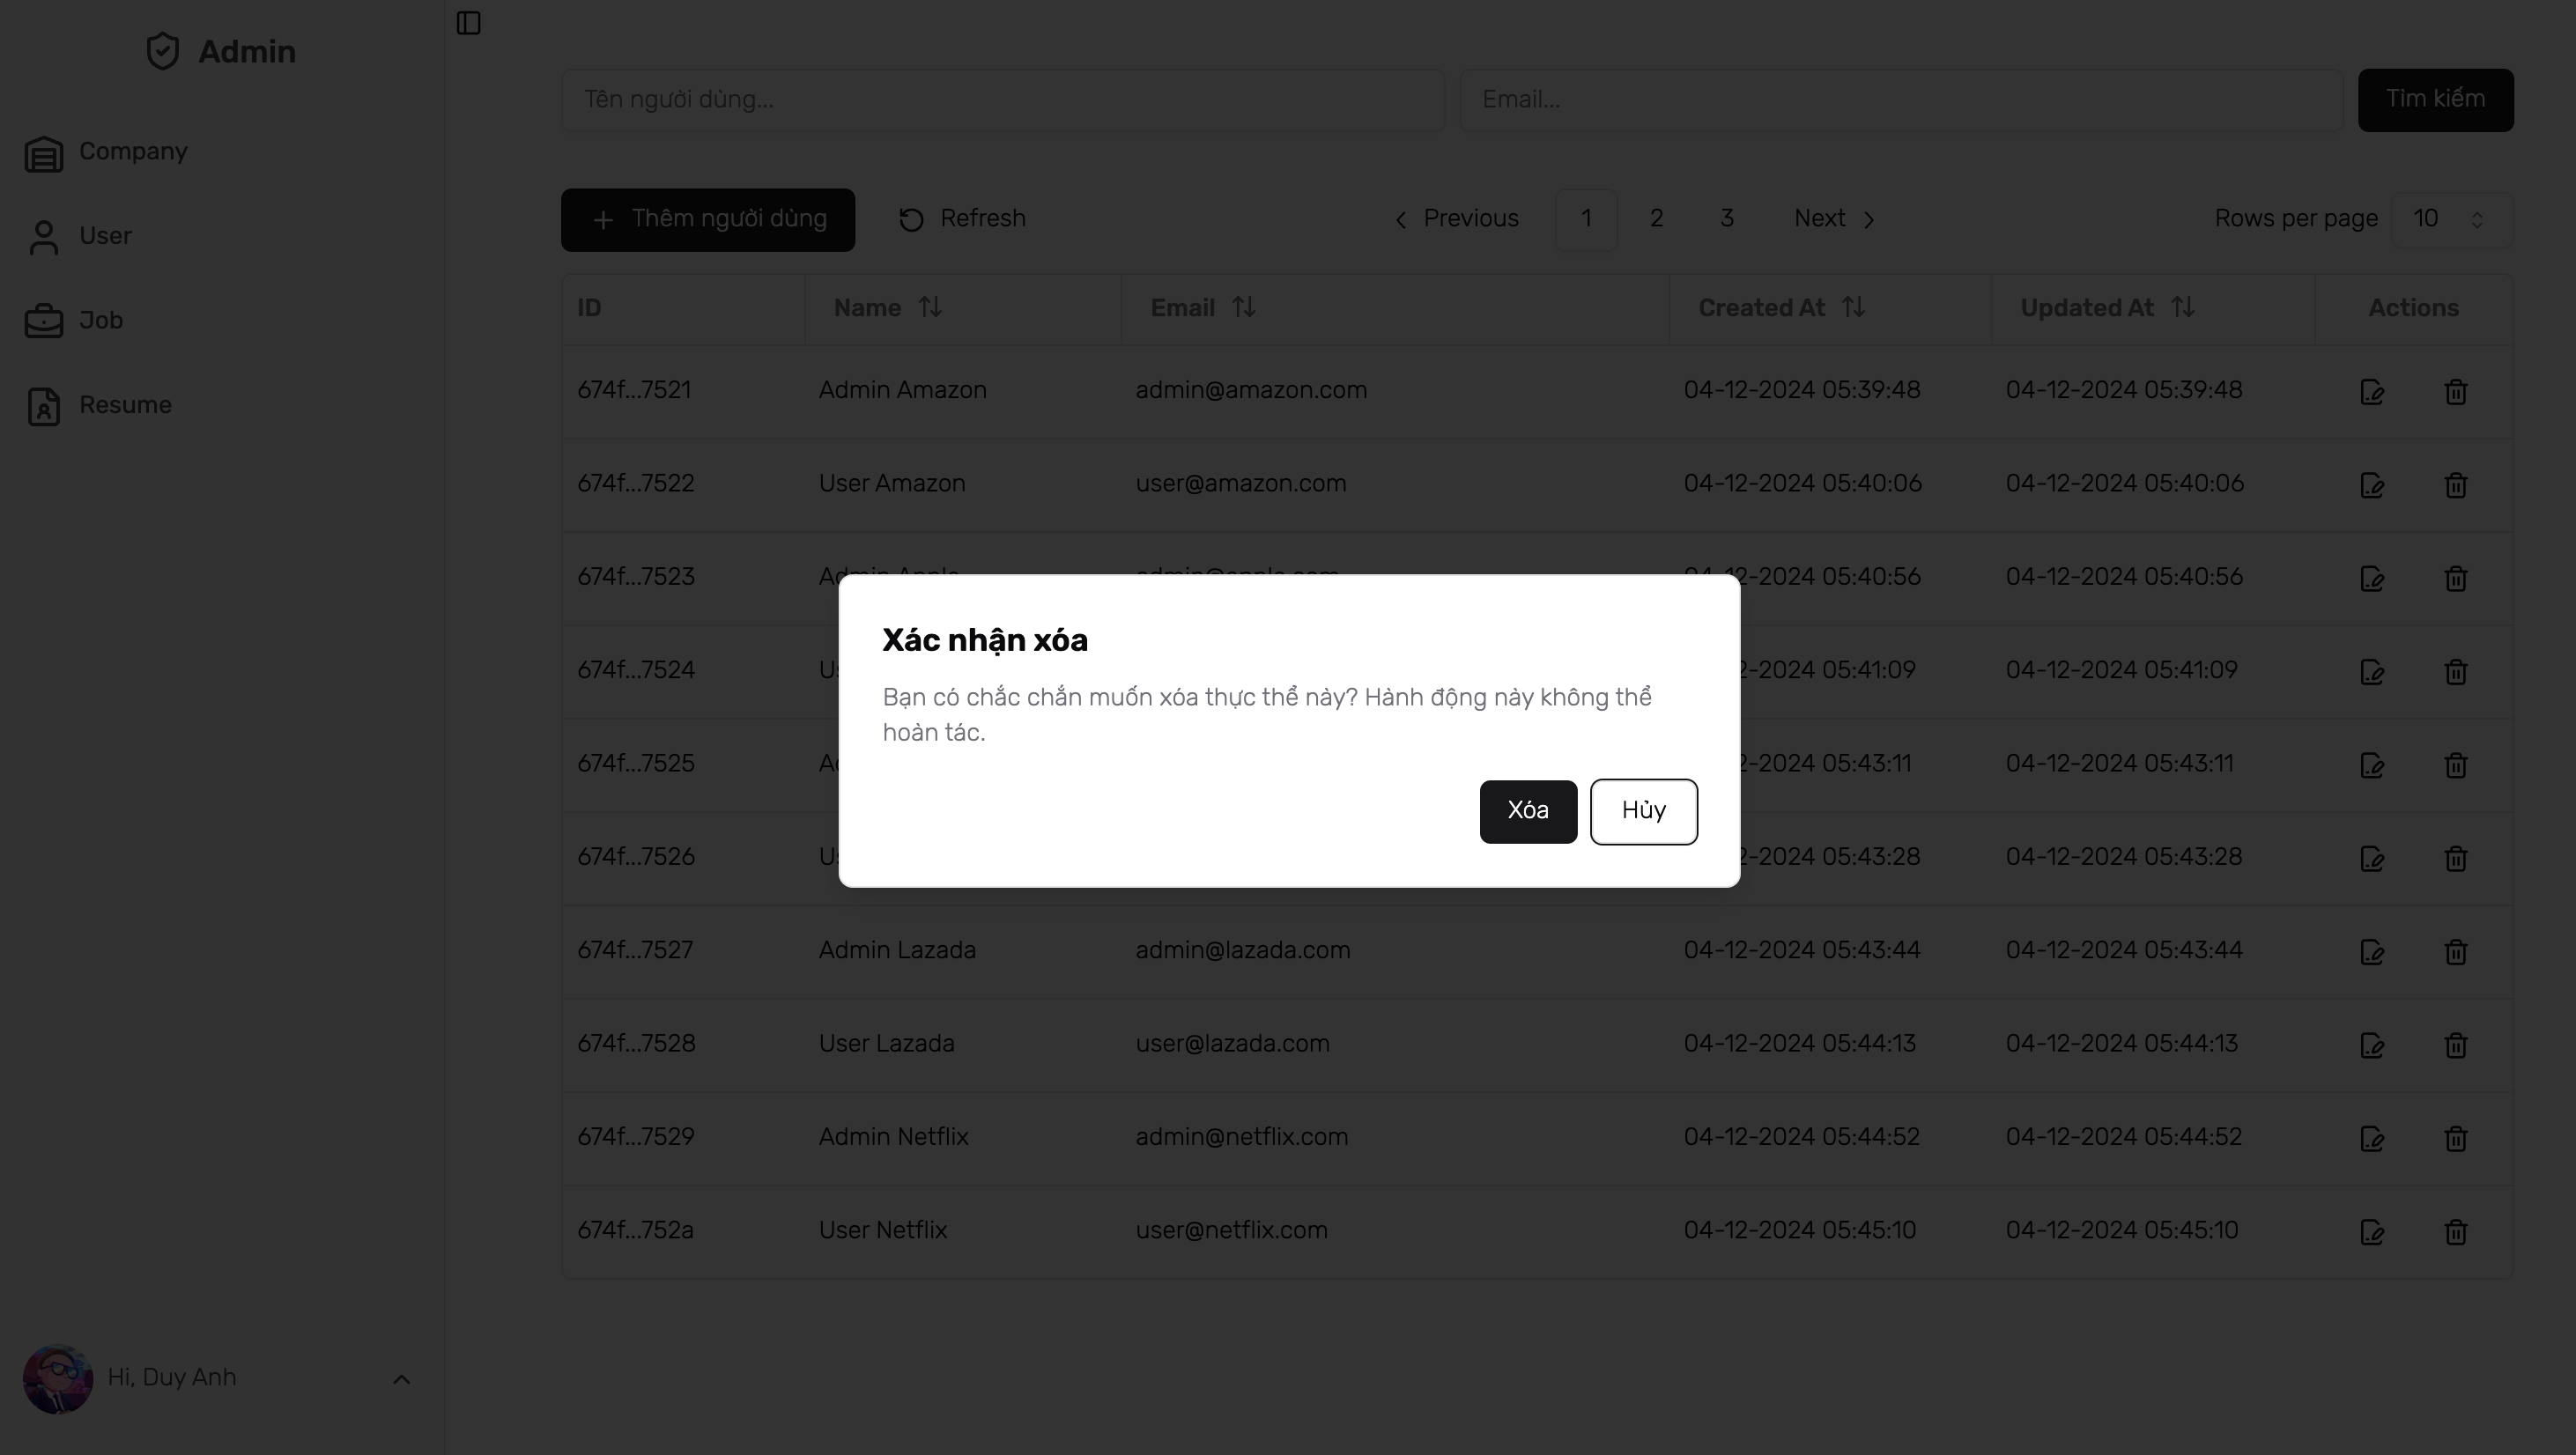 Admin
Company
User
Job
Resume
Hi, Duy Anh
Tên người dùng...
Email...
Tìm kiếm
Thêm người dùng
Refresh
Previous 1 2 3 Next
Rows per page 10
ID Name Email Created At Updated At Actions
674f...7521 Admin Amazon admin@amazon.com 04-12-2024 05:39:48 04-12-2024 05:39:48
674f...7522 User Amazon user@amazon.com 04-12-2024 05:40:06 04-12-2024 05:40:06
674f...7523 Admin Apple admin@apple.com 04-12-2024 05:40:56 04-12-2024 05:40:56
674f...7524 2-2024 05:41:09 04-12-2024 05:41:09
674f...7525 2-2024 05:43:11 04-12-2024 05:43:11
674f...7526 2-2024 05:43:28 04-12-2024 05:43:28
674f...7527 Admin Lazada admin@lazada.com 04-12-2024 05:43:44 04-12-2024 05:43:44
674f...7528 User Lazada user@lazada.com 04-12-2024 05:44:13 04-12-2024 05:44:13
674f...7529 Admin Netflix admin@netflix.com 04-12-2024 05:44:52 04-12-2024 05:44:52
674f...752a User Netflix user@netflix.com 04-12-2024 05:45:10 04-12-2024 05:45:10
Xác nhận xóa
Bạn có chắc chắn muốn xóa thực thể này? Hành động này không thể
hoàn tác.
Xóa
Hủy